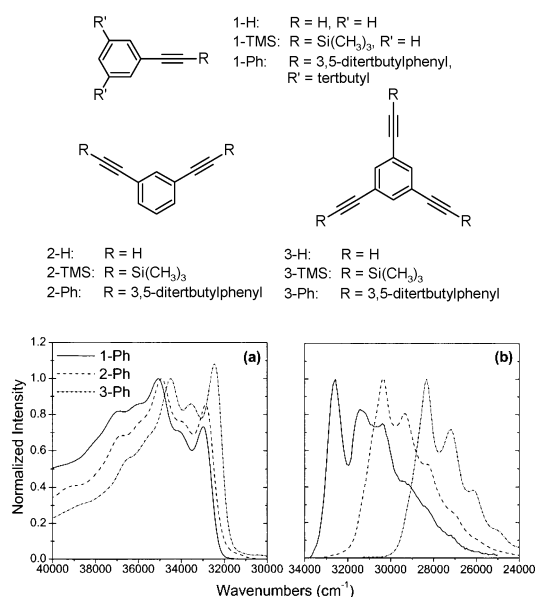 R'
R'
R
1-H: R = H, R' = H
1-TMS: R = Si(CH₃)₃, R' = H
1-Ph: R = 3,5-ditertbutylphenyl,
R' = tertbutyl
R
R
R
R
R
2-H: R = H
2-TMS: R = Si(CH₃)₃
2-Ph: R = 3,5-ditertbutylphenyl
3-H: R = H
3-TMS: R = Si(CH₃)₃
3-Ph: R = 3,5-ditertbutylphenyl
Normalized Intensity
1.2
1.0
0.8
0.6
0.4
0.2
0.0
1-Ph
2-Ph
3-Ph
(a)
(b)
40000 38000 36000 34000 32000 30000
34000 32000 30000 28000 26000 24000
Wavenumbers (cm⁻¹)